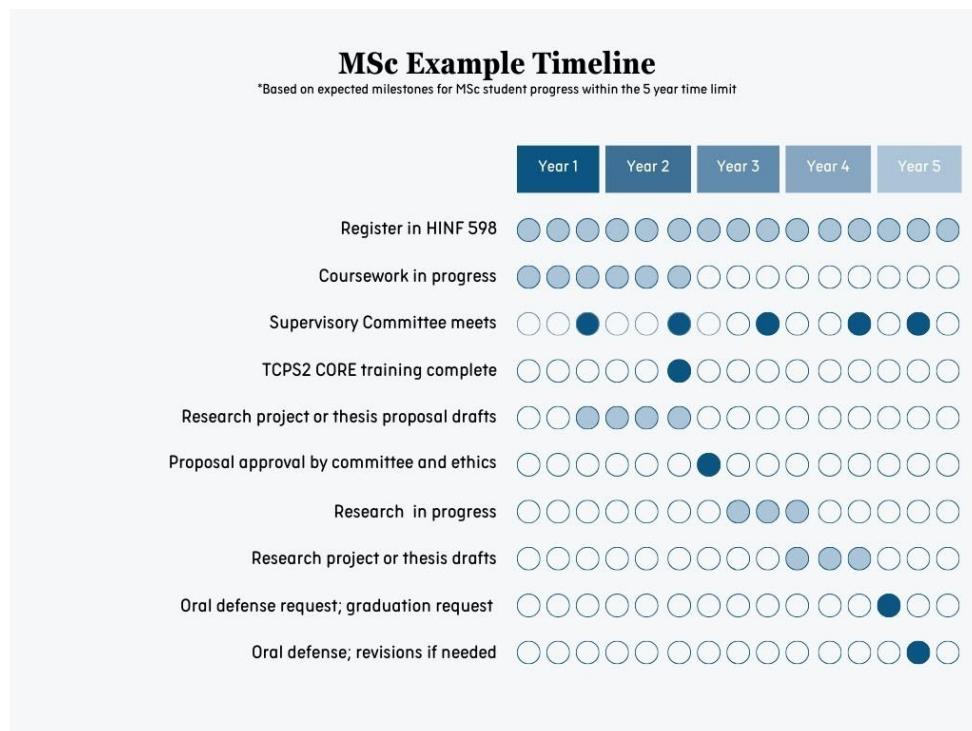 MSc Example Timeline
*Based on expected milestones for MSc student progress within the 5 year time limit
Year 1 Year 2 Year 3 Year 4 Year 5
Register in HINF 598
Coursework in progress
Supervisory Committee meets
TCPS2 CORE training complete
Research project or thesis proposal drafts
Proposal approval by committee and ethics
Research in progress
Research project or thesis drafts
Oral defense request; graduation request
Oral defense; revisions if needed